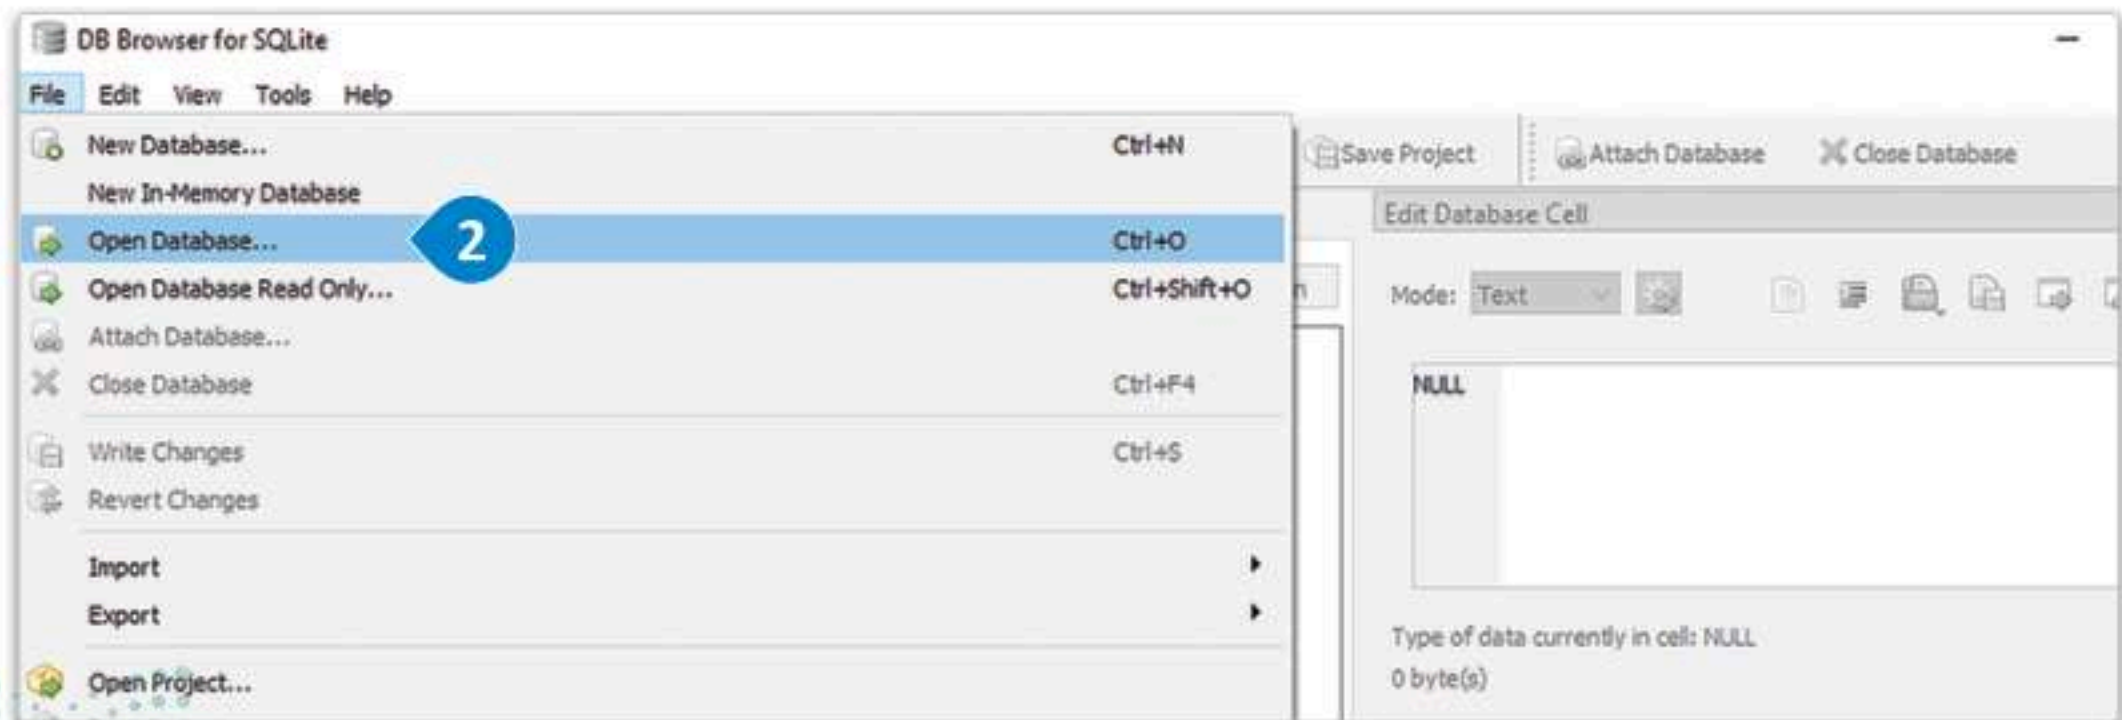 DB Browser for SQLite
File Edit View Tools Help
New Database... Ctrl+N
New In-Memory Database
Open Database... 2 Ctrl+O
Open Database Read Only... Ctrl+Shift+O
Attach Database...
Close Database Ctrl+F4
Write Changes Ctrl+S
Revert Changes
Import
Export
Open Project...
Save Project Attach Database Close Database
Edit Database Cell
Mode: Text
NULL
Type of data currently in cell: NULL
0 byte(s)